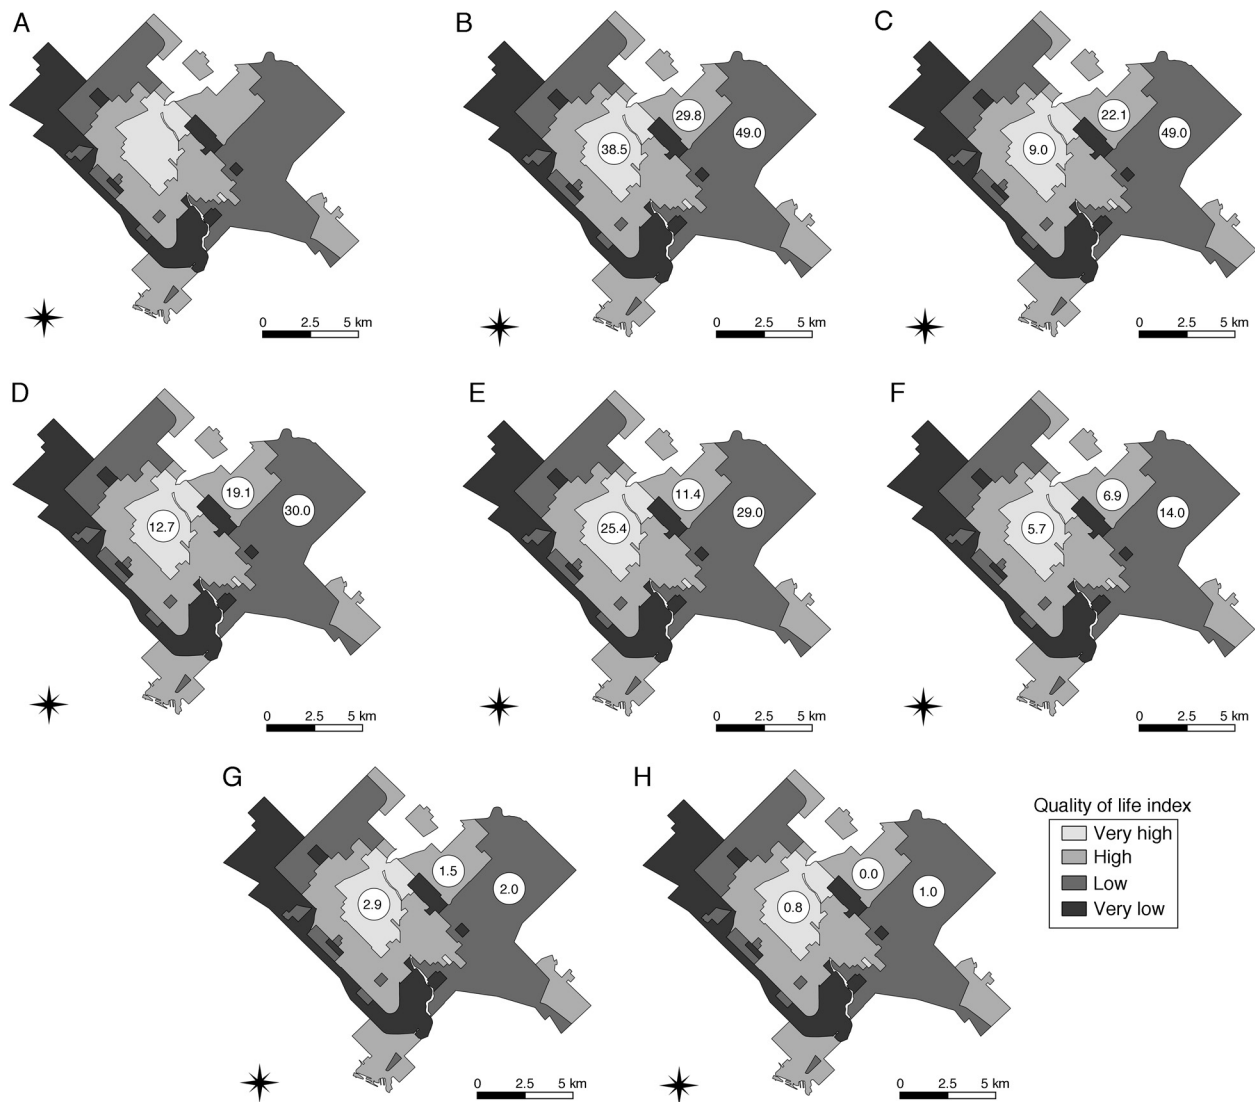 A
B
C
29.8
49.0
38.5
22.1
49.0
9.0
0 2.5 5 km
0 2.5 5 km
0 2.5 5 km
D
E
F
19.1
30.0
12.7
11.4
29.0
25.4
6.9
14.0
5.7
0 2.5 5 km
0 2.5 5 km
0 2.5 5 km
G
H
1.5
2.0
2.9
0.0
1.0
0.8
Quality of life index
Very high
High
Low
Very low
0 2.5 5 km
0 2.5 5 km